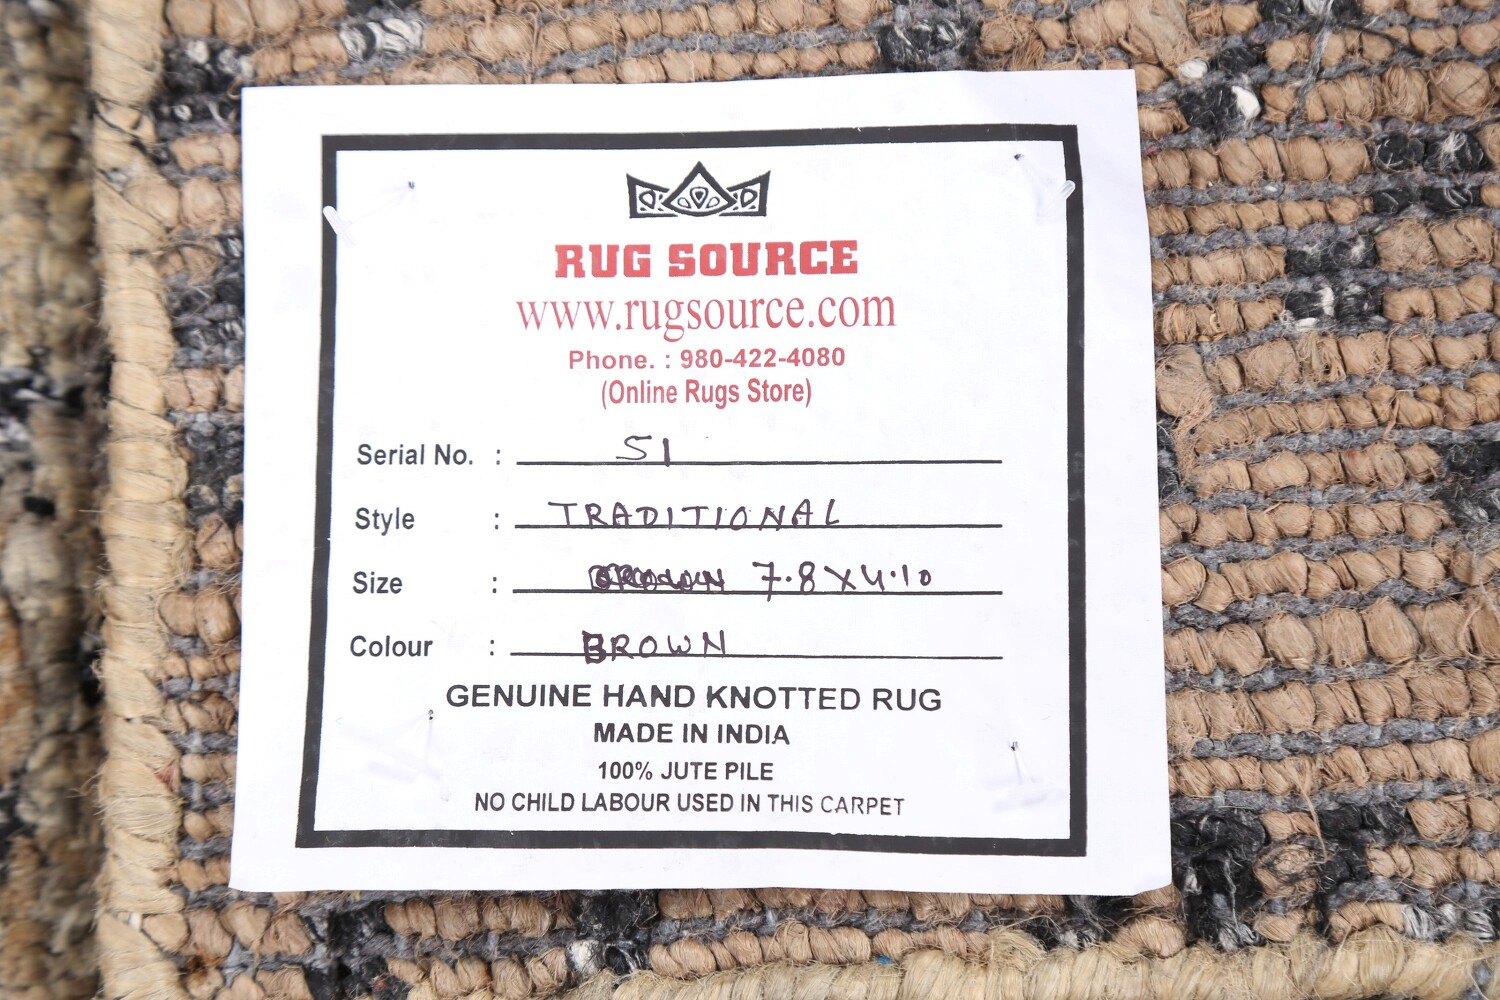 RUG SOURCE
www.rugsource.com
Phone. : 980-422-4080
(Online Rugs Store)
Serial No. : 51
Style : TRADITIONAL
Size : 7.8 X 4.10
Colour : BROWN
GENUINE HAND KNOTTED RUG
MADE IN INDIA
100% JUTE PILE
NO CHILD LABOUR USED IN THIS CARPET